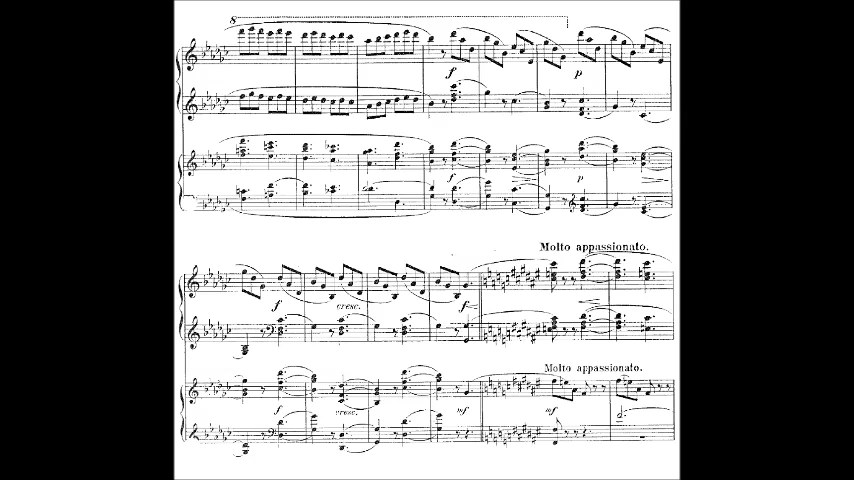 8
f
p
f
p
Molto appassionato.
f
cresc.
f
Molto appassionato.
f
cresc.
mf
mf